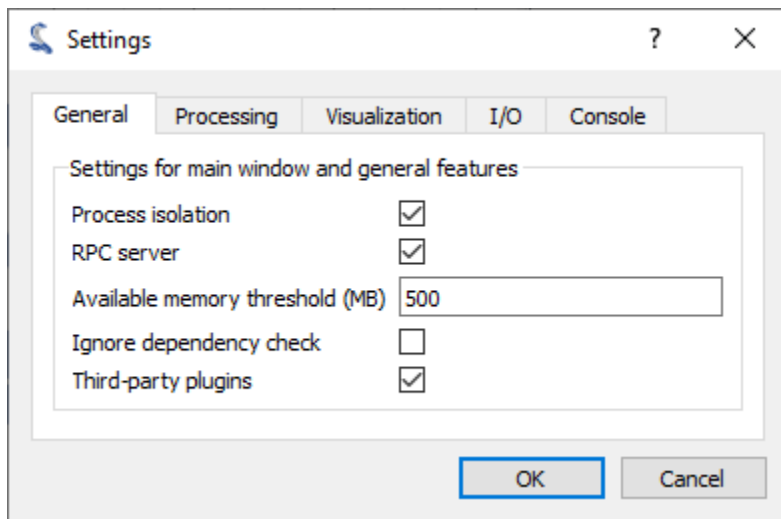 Settings
General Processing Visualization I/O Console
Settings for main window and general features
Process isolation
RPC server
Available memory threshold (MB) 500
Ignore dependency check
Third-party plugins
OK Cancel